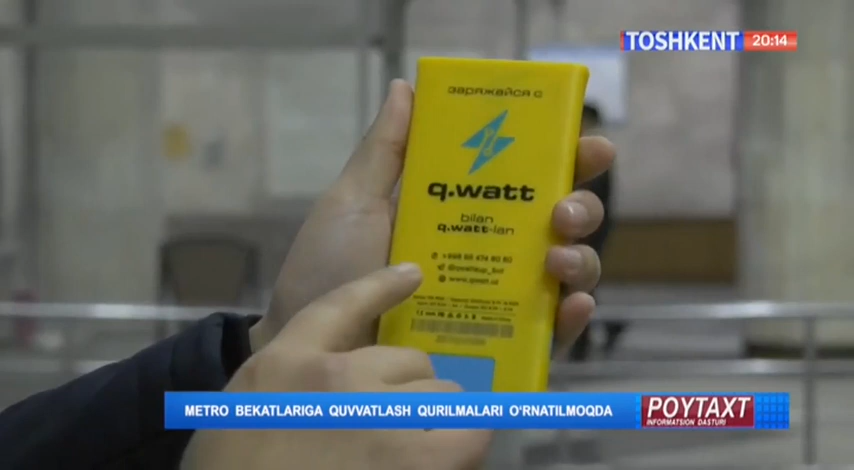 TOSHKENT 20:14
заряжайся с
q.watt
bilan
q.watt-lan
www.qwatt.uz
METRO BEKATLARIGA QUVVATLASH QURILMALARI O'RNATILMOQDA
POYTAXT
INFORMATSION DASTURI